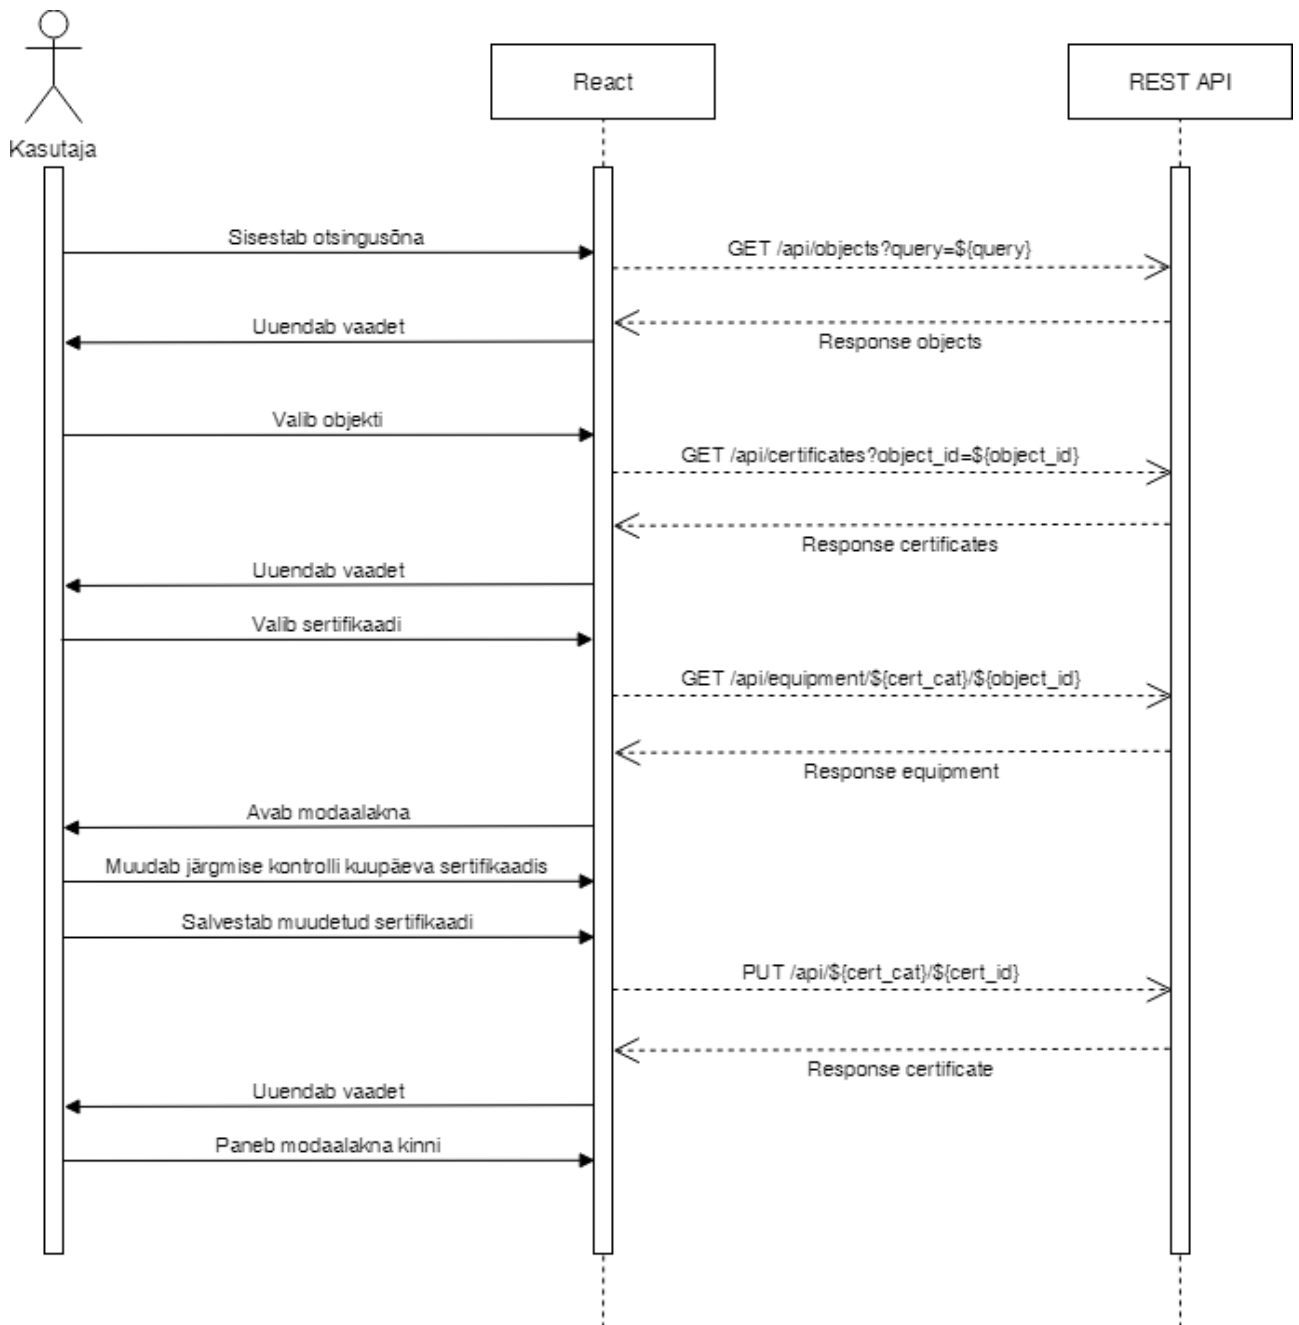 React
REST API
Kasutaja
Sisestab otsingusõna
GET /api/objects?query=${query}
Uuendab vaadet
Response objects
Valib objekti
GET /api/certificates?object_id=${object_id}
Response certificates
Uuendab vaadet
Valib sertifikaadi
GET /api/equipment/${cert_cat}/${object_id}
Response equipment
Avab modaalakna
Muudab järgmise kontrolli kuupäeva sertifikaadis
Salvestab muudetud sertifikaadi
PUT /api/${cert_cat}/${cert_id}
Response certificate
Uuendab vaadet
Paneb modaalakna kinni